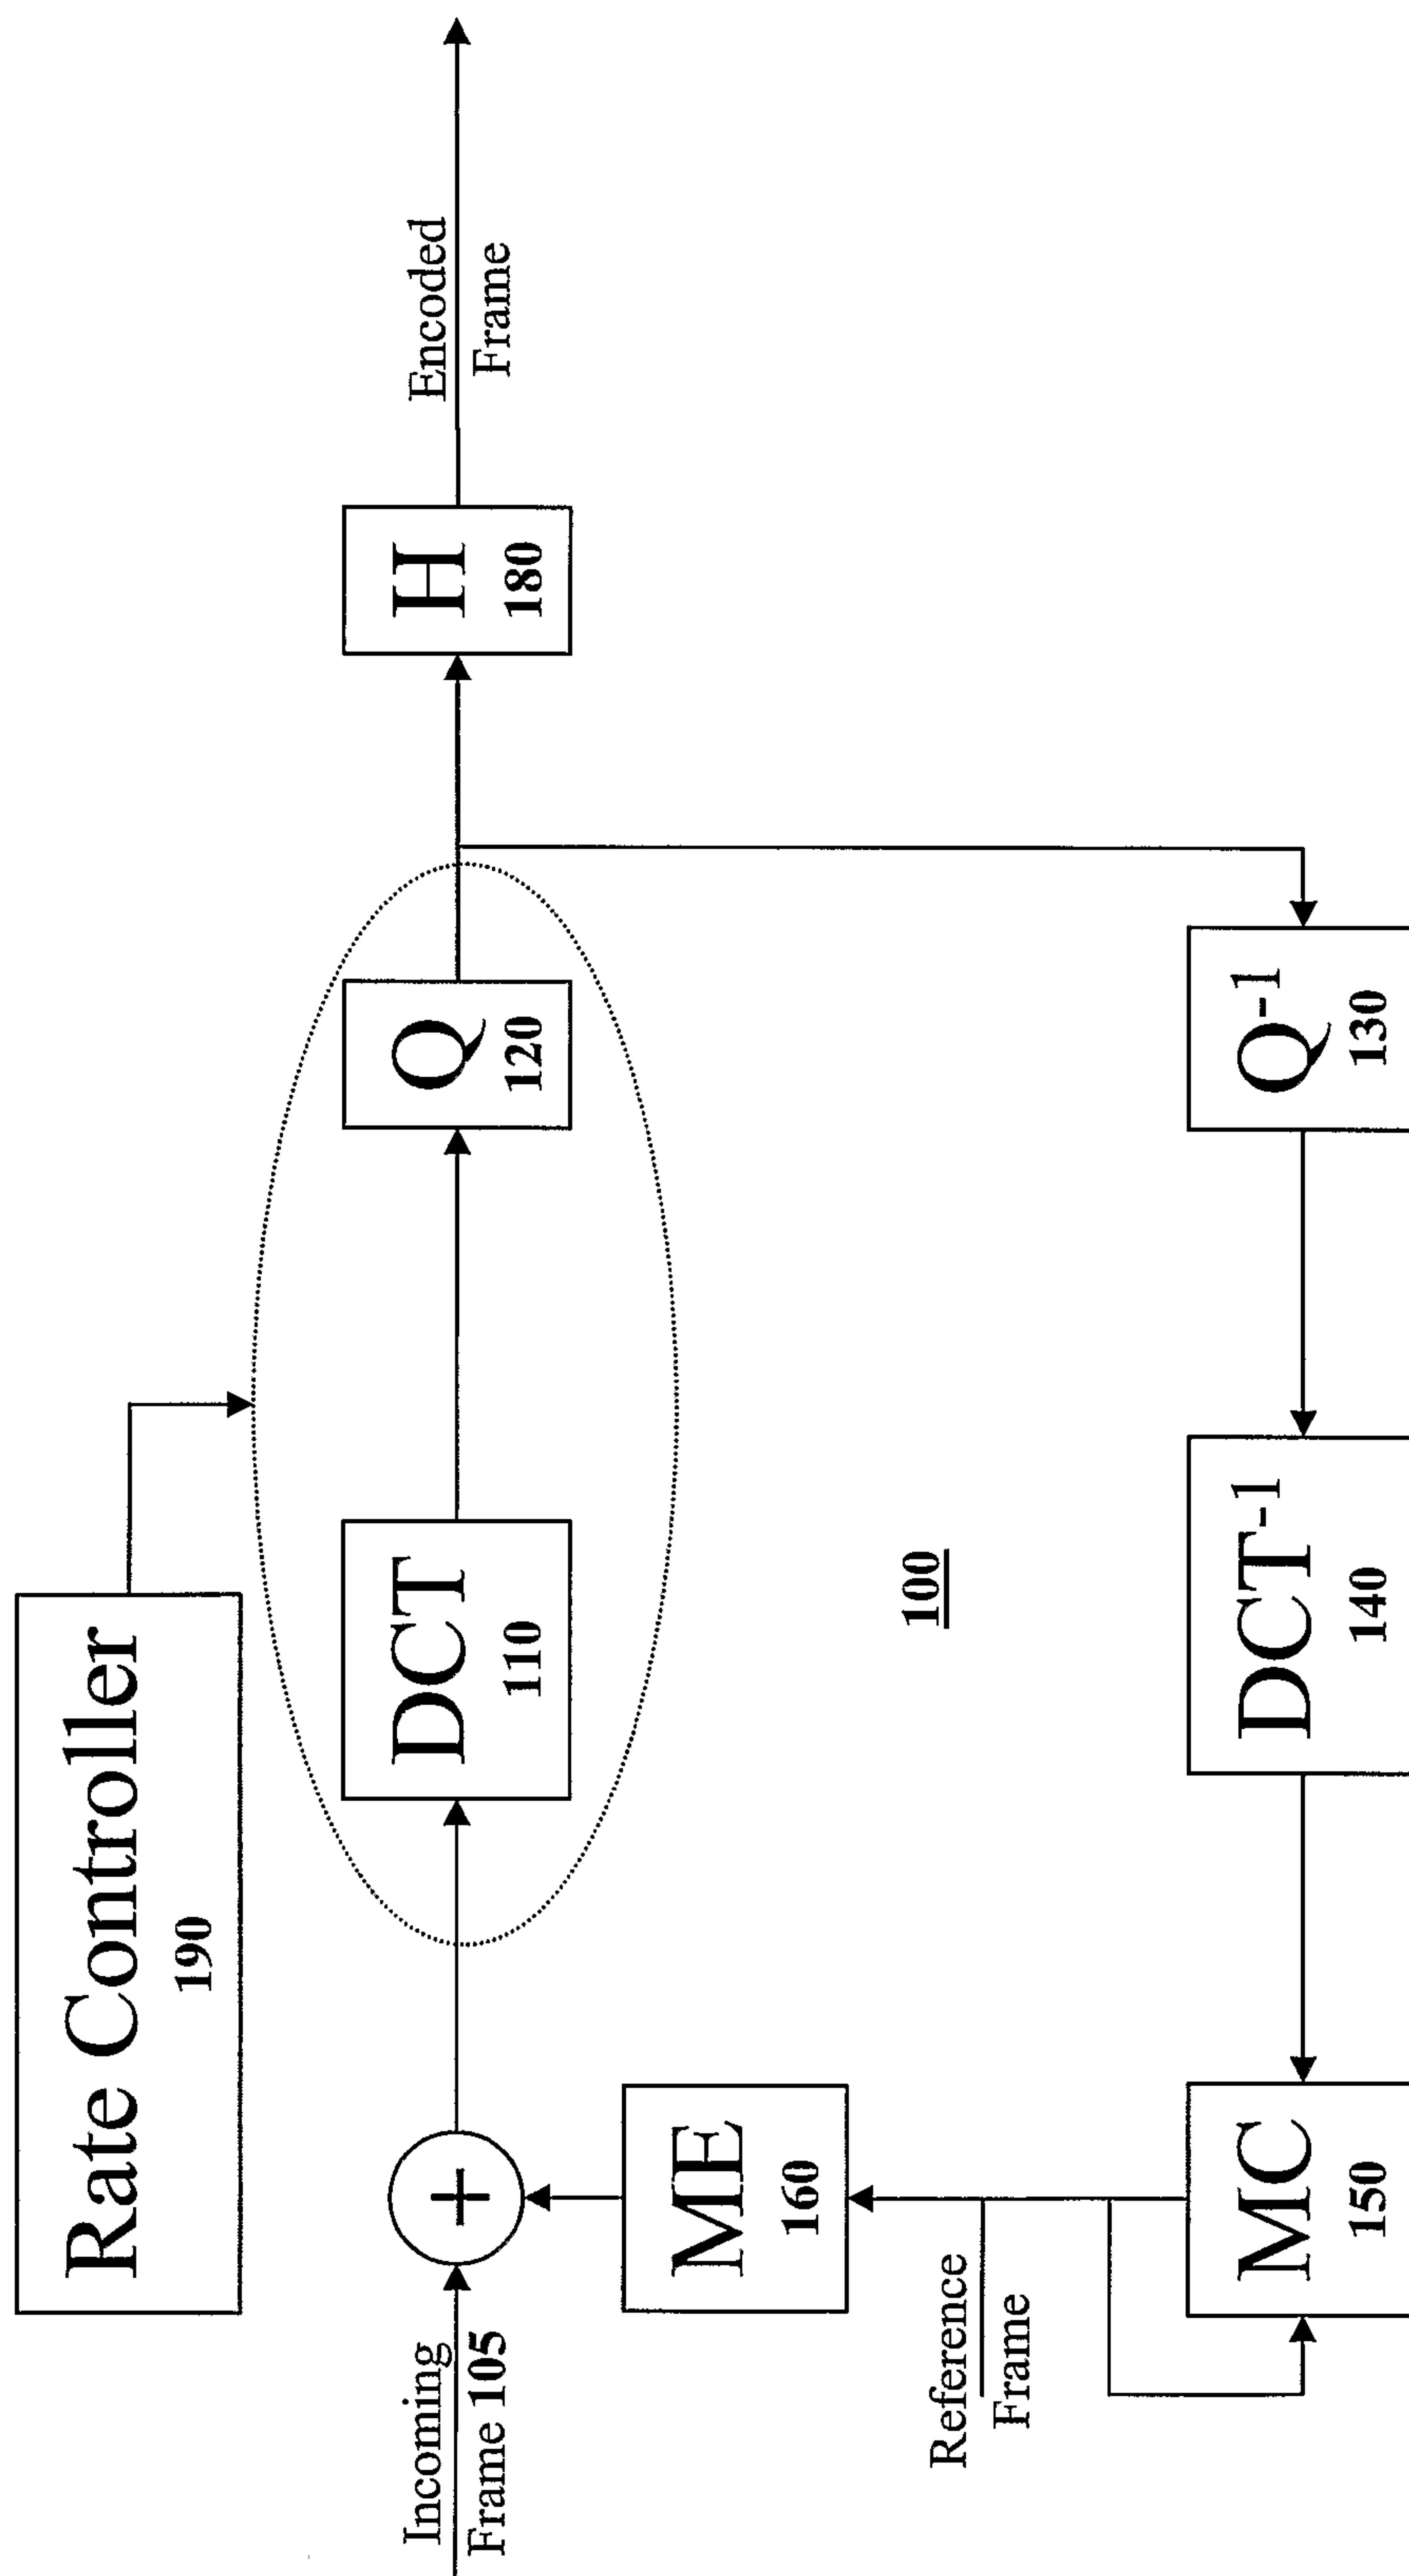 Rate Controller
190
Incoming
Frame 105
+
DCT
110
Q
120
H
180
Encoded
Frame
ME
160
100
Reference
Frame
MC
150
DCT-1
140
Q-1
130